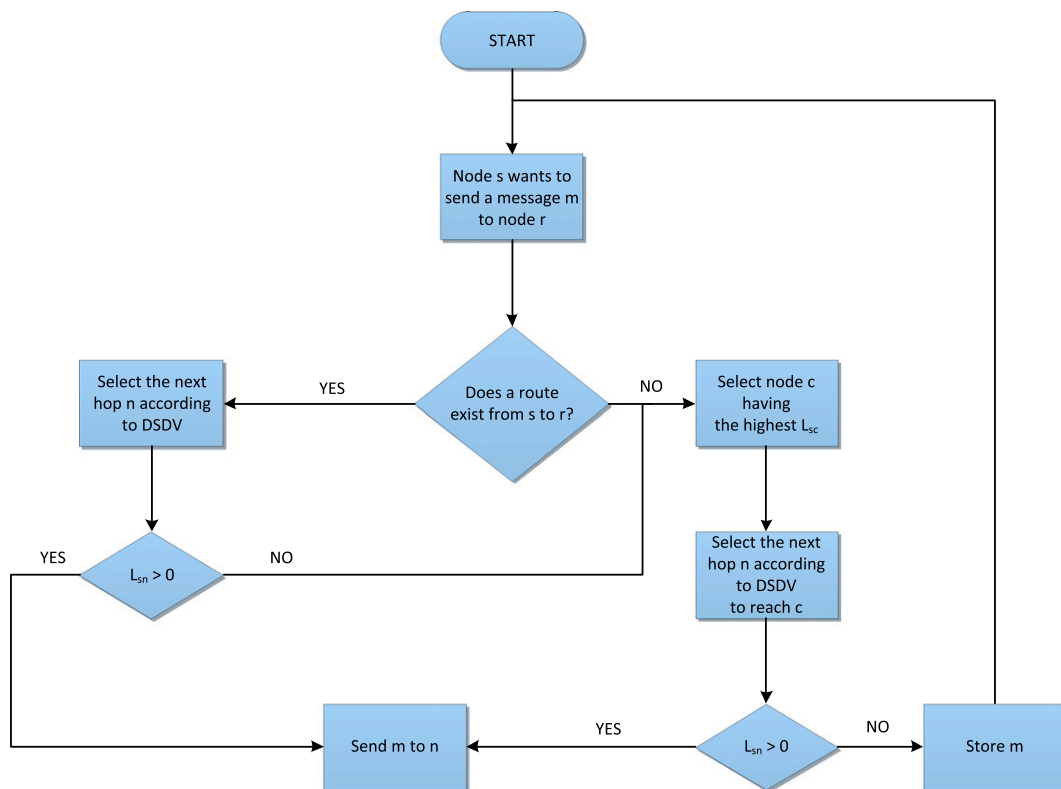 START
Node s wants to
send a message m
to node r
Does a route
exist from s to r?
YES
NO
Select the next
hop n according
to DSDV
Select node c
having
the highest Lsc
YES
Lsn > 0
NO
Select the next
hop n according
to DSDV
to reach c
Send m to n
YES
Lsn > 0
NO
Store m